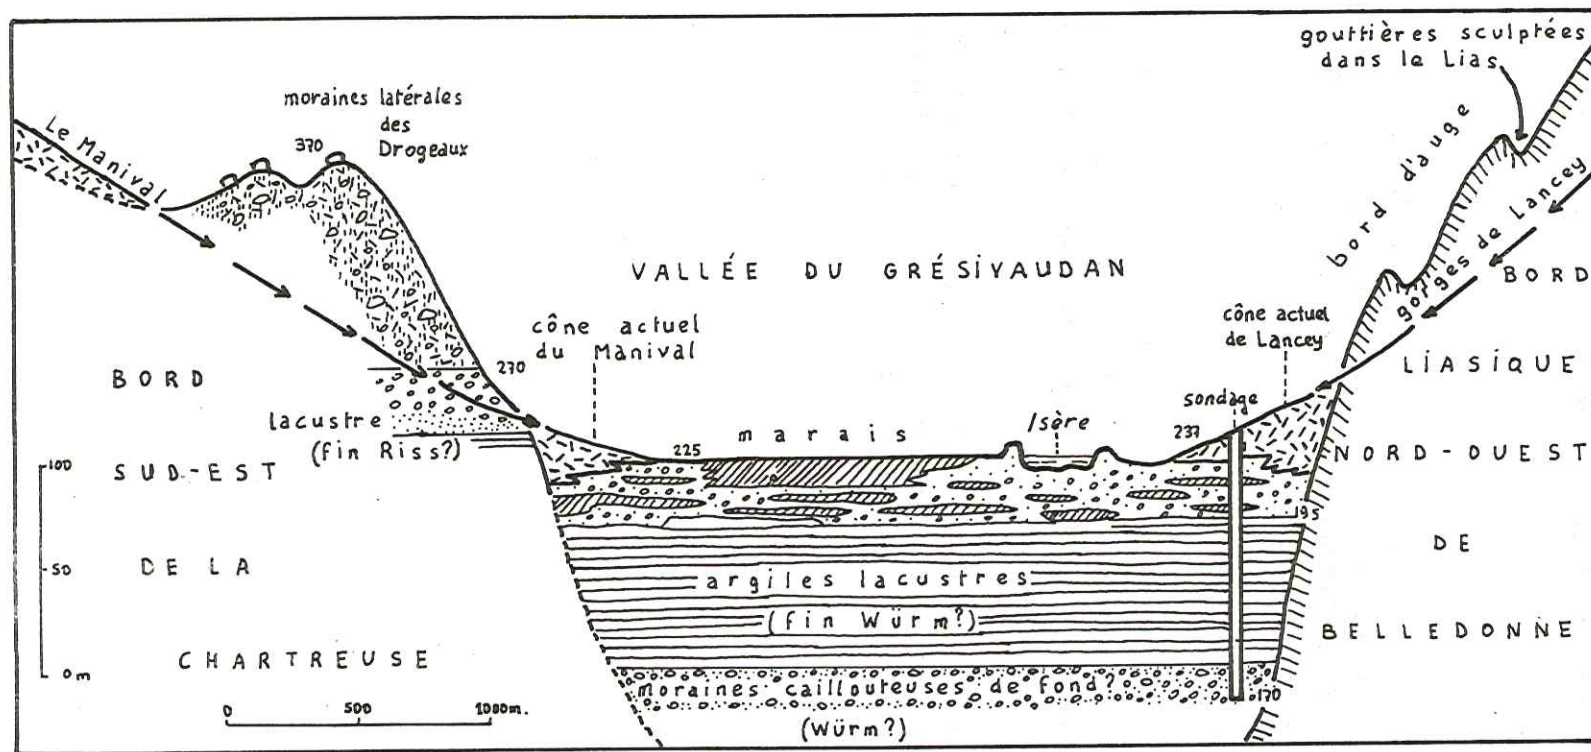 gouttières sculptées
dans le Lias
moraines latérales
des
Drogeaux
370
Le Manival
bord d'auge
gorges de Lancey
VALLÉE DU GRÉSIVAUDAN
BORD
LIASIQUE
NORD-OUEST
DE
BELLEDONNE
cône actuel
du Manival
cône actuel
de Lancey
BORD
SUD-EST
DE LA
CHARTREUSE
270
lacustre
(fin Riss?)
sondage
Isère
marais
225
237
195
argiles lacustres
(fin Würm?)
moraines caillouteuses de fond?
(Würm?)
170
100
50
0m
0
500
1000m.